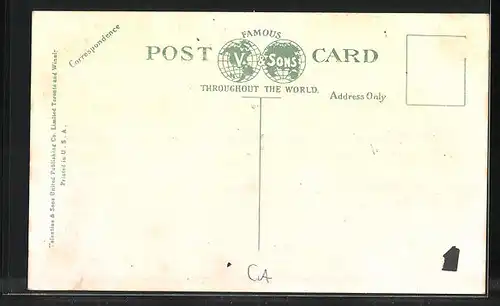 Correspondence
FAMOUS
POST V. & SONS CARD
THROUGHOUT THE WORLD.
Address Only
Valentine & Sons United Publishing Co. Limited Toronto and Winnip
Printed in U.S.A.
CA